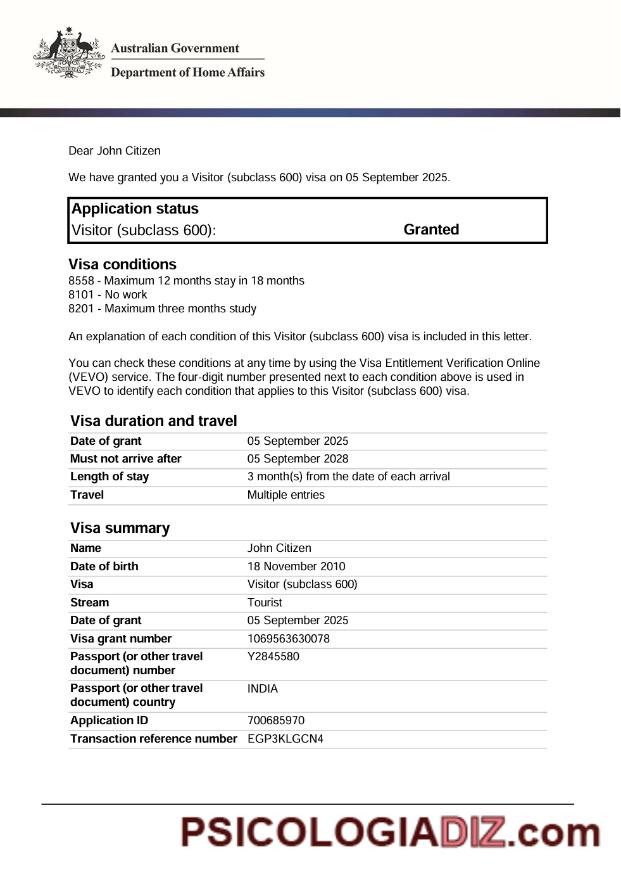 Australian Government
Department of Home Affairs
Dear John Citizen
We have granted you a Visitor (subclass 600) visa on 05 September 2025.
Application status
Visitor (subclass 600): Granted
Visa conditions
8558 - Maximum 12 months stay in 18 months
8101 - No work
8201 - Maximum three months study
An explanation of each condition of this Visitor (subclass 600) visa is included in this letter.
You can check these conditions at any time by using the Visa Entitlement Verification Online
(VEVO) service. The four-digit number presented next to each condition above is used in
VEVO to identify each condition that applies to this Visitor (subclass 600) visa.
Visa duration and travel
Date of grant 05 September 2025
Must not arrive after 05 September 2028
Length of stay 3 month(s) from the date of each arrival
Travel Multiple entries
Visa summary
Name John Citizen
Date of birth 18 November 2010
Visa Visitor (subclass 600)
Stream Tourist
Date of grant 05 September 2025
Visa grant number 1069563630078
Passport (or other travel Y2845580
document) number
Passport (or other travel INDIA
document) country
Application ID 700685970
Transaction reference number EGP3KLGCN4
PSICOLOGIADIZ.com